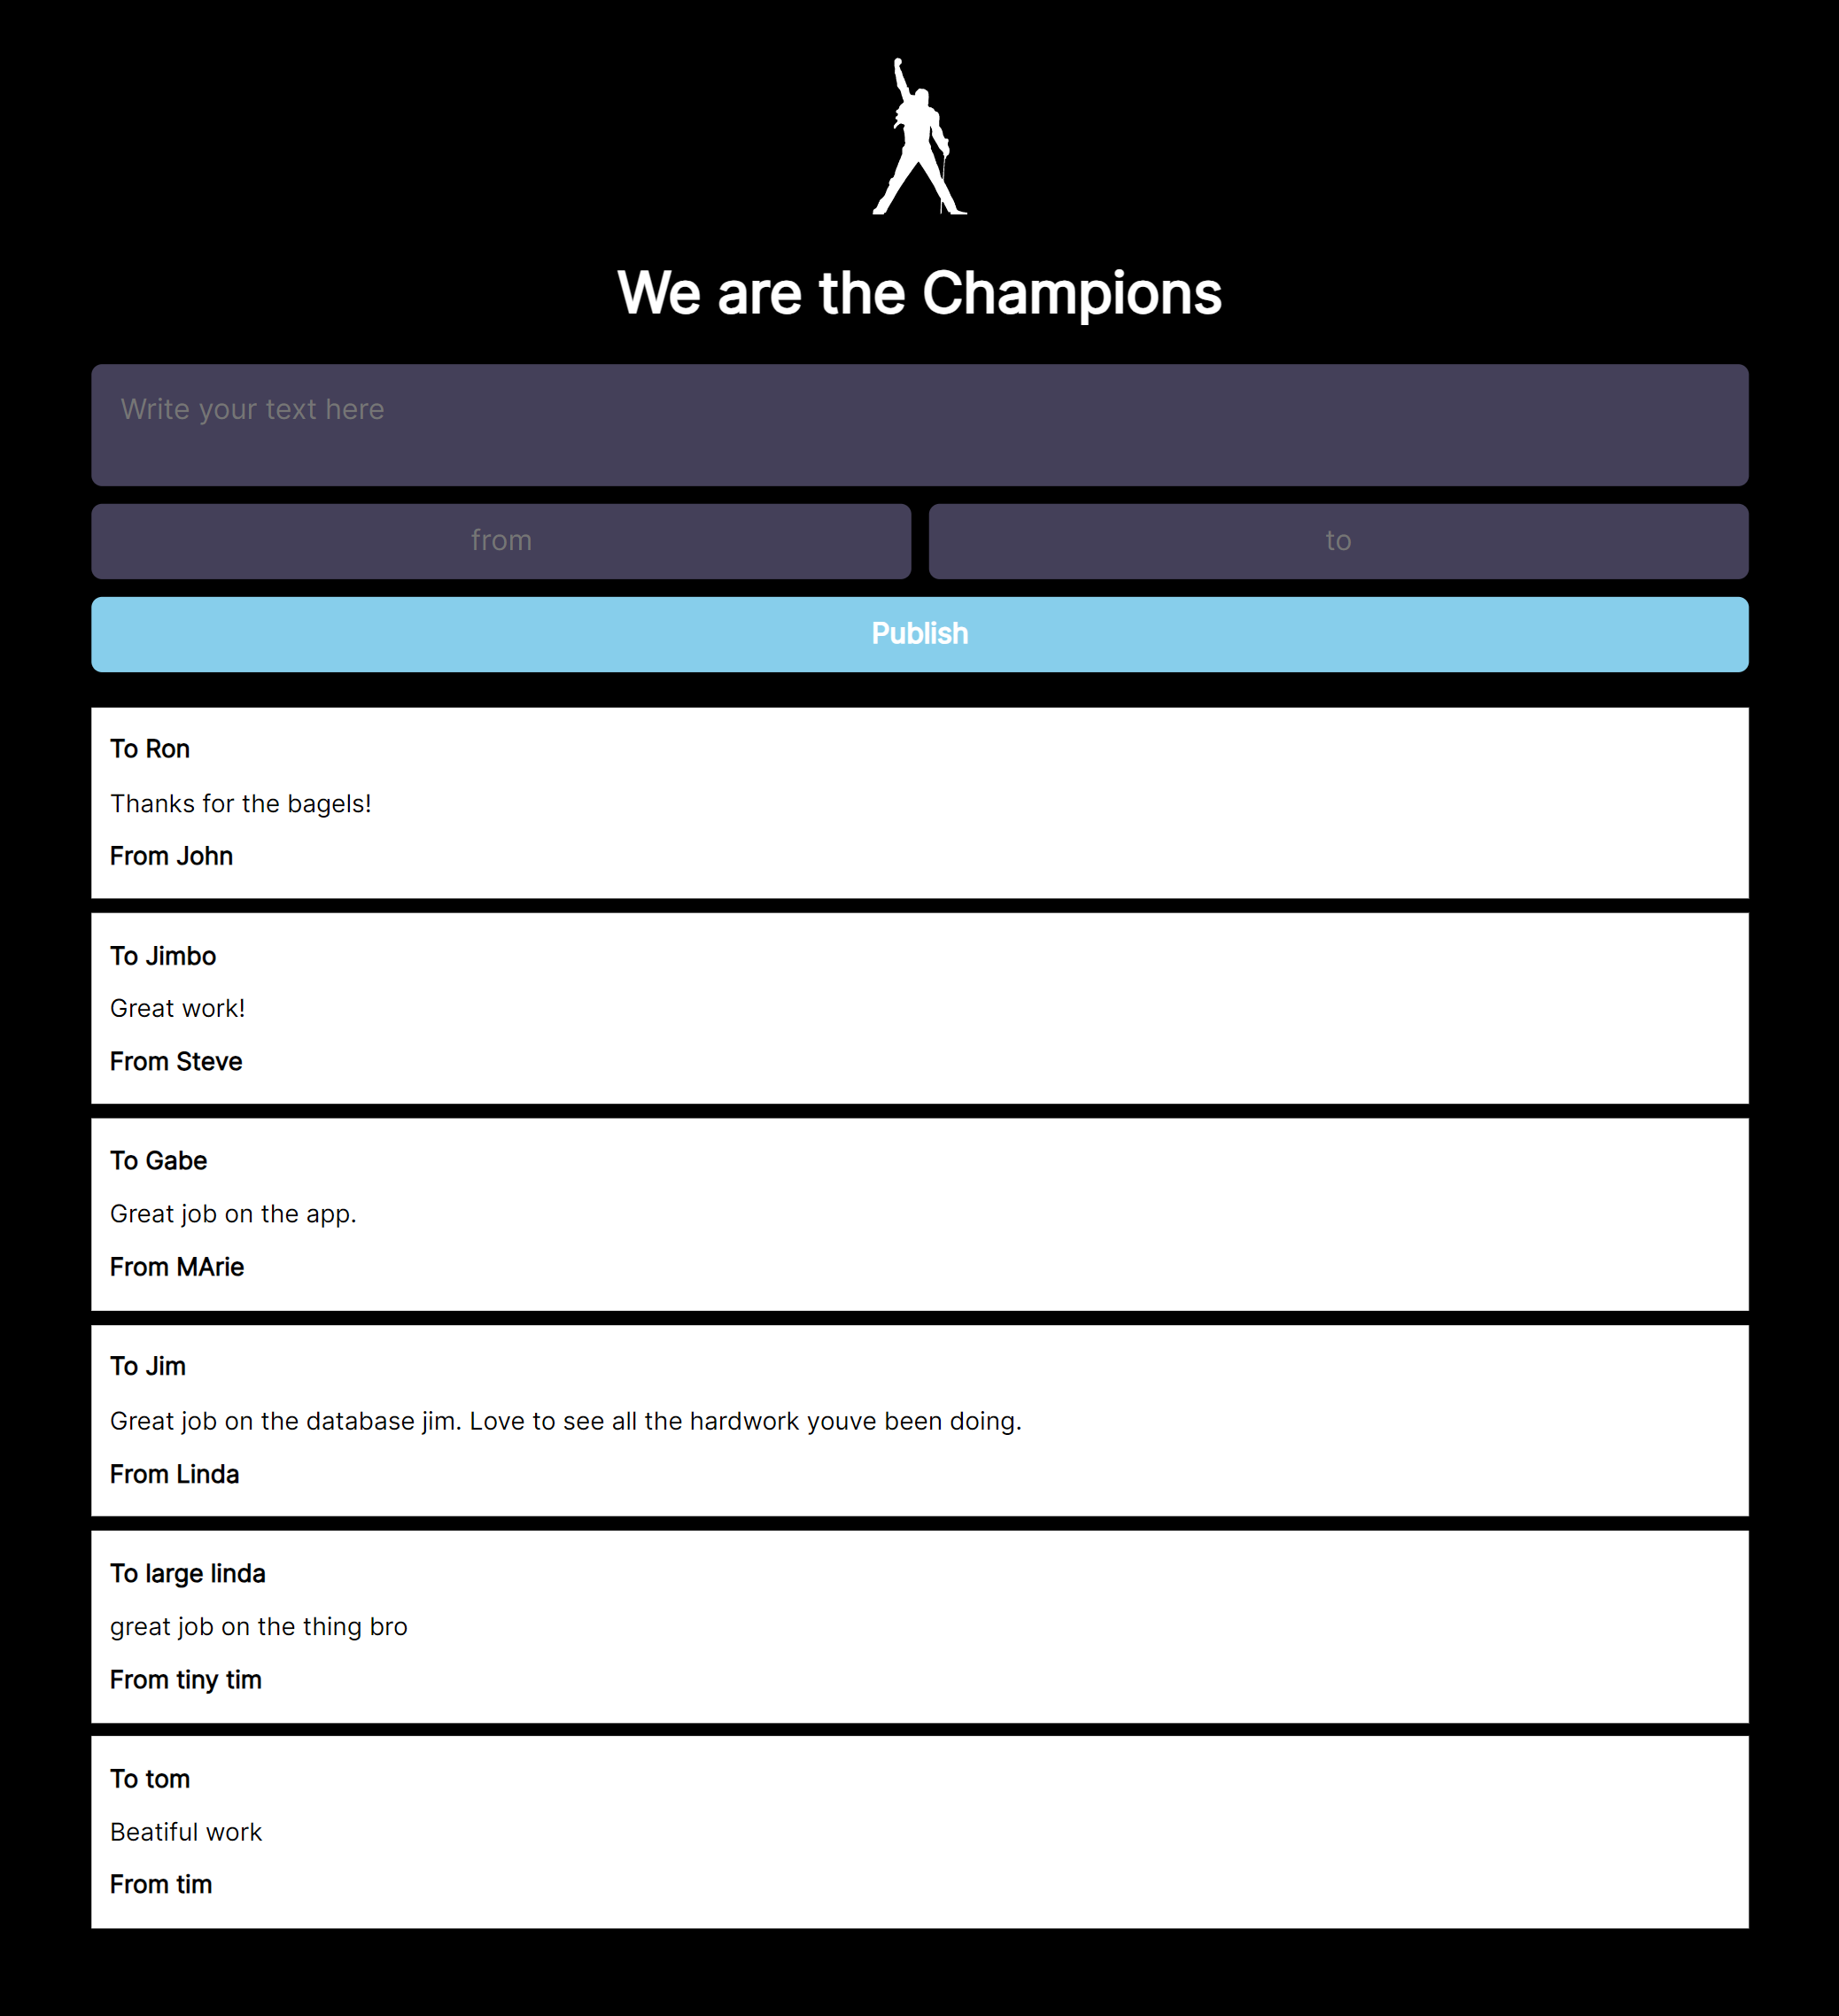 We are the Champions
Write your text here
from
to
Publish
To Ron
Thanks for the bagels!
From John
To Jimbo
Great work!
From Steve
To Gabe
Great job on the app.
From MArie
To Jim
Great job on the database jim. Love to see all the hardwork youve been doing.
From Linda
To large linda
great job on the thing bro
From tiny tim
To tom
Beatiful work
From tim